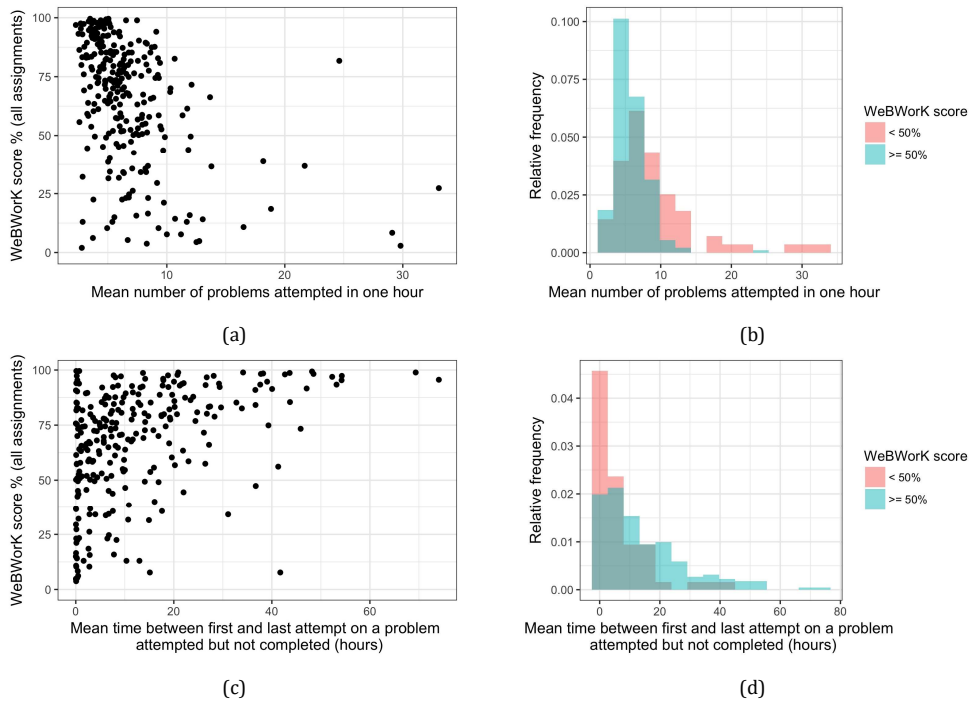 WeBWorK score % (all assignments)
100
75
50
25
0
10
20
30
Mean number of problems attempted in one hour
(a)
Relative frequency
0.100
0.075
0.050
0.025
0.000
0
10
20
30
Mean number of problems attempted in one hour
WeBWorK score
< 50%
>= 50%
(b)
WeBWorK score % (all assignments)
100
75
50
25
0
0
20
40
60
Mean time between first and last attempt on a problem
attempted but not completed (hours)
(c)
Relative frequency
0.04
0.03
0.02
0.01
0.00
0
20
40
60
80
Mean time between first and last attempt on a problem
attempted but not completed (hours)
WeBWorK score
< 50%
>= 50%
(d)